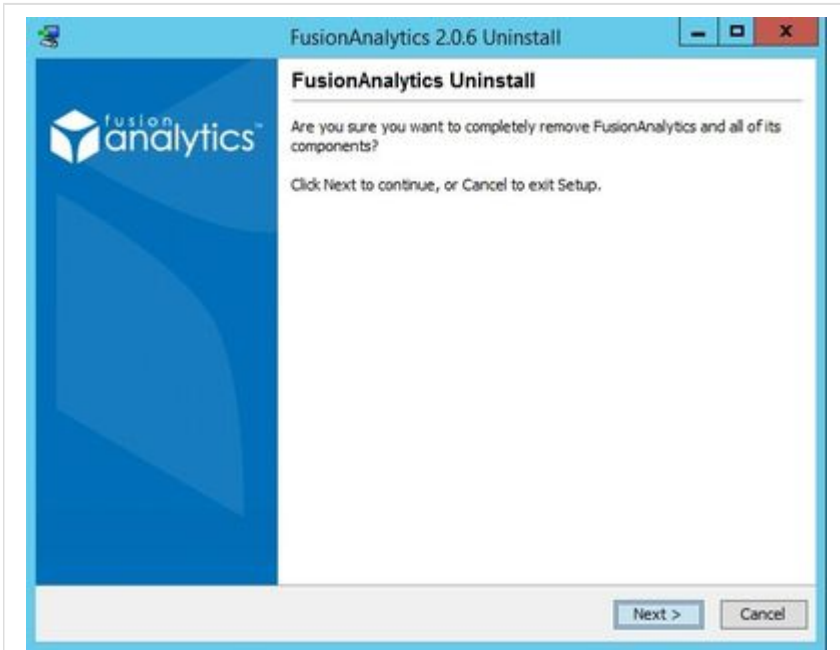 FusionAnalytics 2.0.6 Uninstall
FusionAnalytics Uninstall
fusion
analytics™
Are you sure you want to completely remove FusionAnalytics and all of its
components?
Click Next to continue, or Cancel to exit Setup.
Next >
Cancel